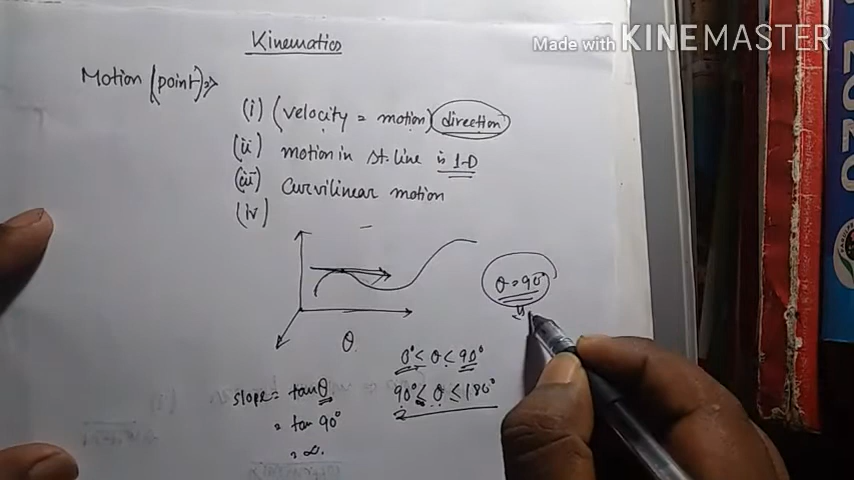 Made with KINEMASTER
Kinematics
Motion (point) ⇒
(i) (velocity = motion) direction
(ii) motion in st. line is 1-D
(iii) curvilinear motion
(iv)
θ = 90°
θ
0° ≤ θ ≤ 90°
90° ≤ θ ≤ 180°
slope = tan θ
= tan 90°
= ∞.